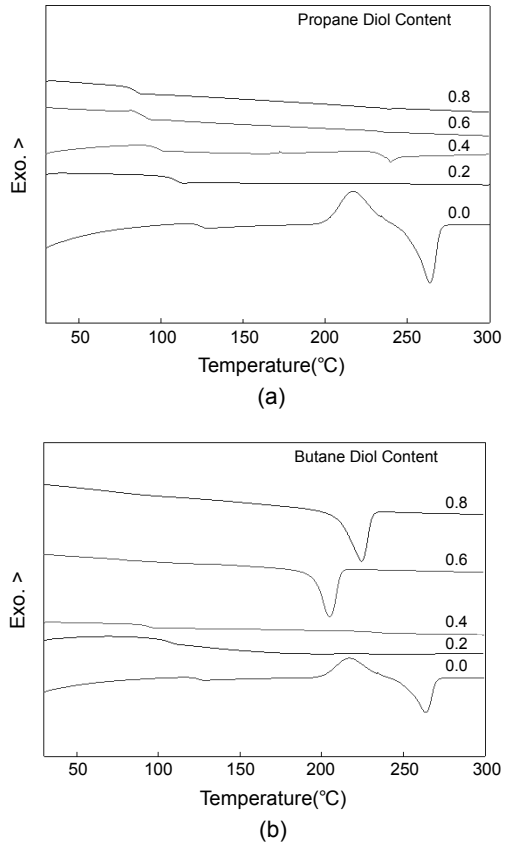 Propane Diol Content
0.8
0.6
0.4
0.2
0.0
Exo. >
50 100 150 200 250 300
Temperature(℃)
(a)
Butane Diol Content
0.8
0.6
0.4
0.2
0.0
Exo. >
50 100 150 200 250 300
Temperature(℃)
(b)